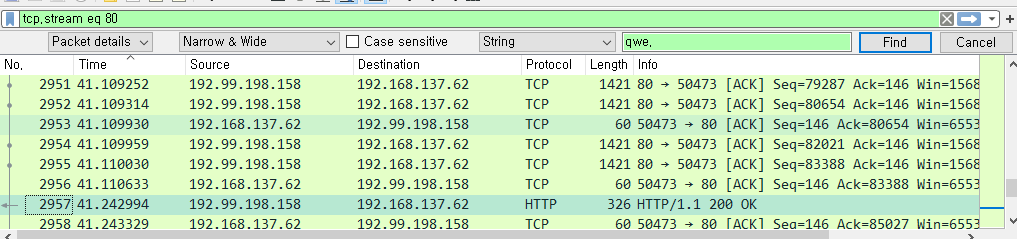 tcp.stream eq 80
Packet details Narrow & Wide Case sensitive String qwe. Find Cancel
No. Time Source Destination Protocol Length Info
2951 41.109252 192.99.198.158 192.168.137.62 TCP 1421 80 → 50473 [ACK] Seq=79287 Ack=146 Win=1568
2952 41.109314 192.99.198.158 192.168.137.62 TCP 1421 80 → 50473 [ACK] Seq=80654 Ack=146 Win=1568
2953 41.109930 192.168.137.62 192.99.198.158 TCP 60 50473 → 80 [ACK] Seq=146 Ack=80654 Win=6553
2954 41.109959 192.99.198.158 192.168.137.62 TCP 1421 80 → 50473 [ACK] Seq=82021 Ack=146 Win=1568
2955 41.110030 192.99.198.158 192.168.137.62 TCP 1421 80 → 50473 [ACK] Seq=83388 Ack=146 Win=1568
2956 41.110633 192.168.137.62 192.99.198.158 TCP 60 50473 → 80 [ACK] Seq=146 Ack=83388 Win=6553
2957 41.242994 192.99.198.158 192.168.137.62 HTTP 326 HTTP/1.1 200 OK
2958 41.243329 192.168.137.62 192.99.198.158 TCP 60 50473 → 80 [ACK] Seq=146 Ack=85027 Win=6553